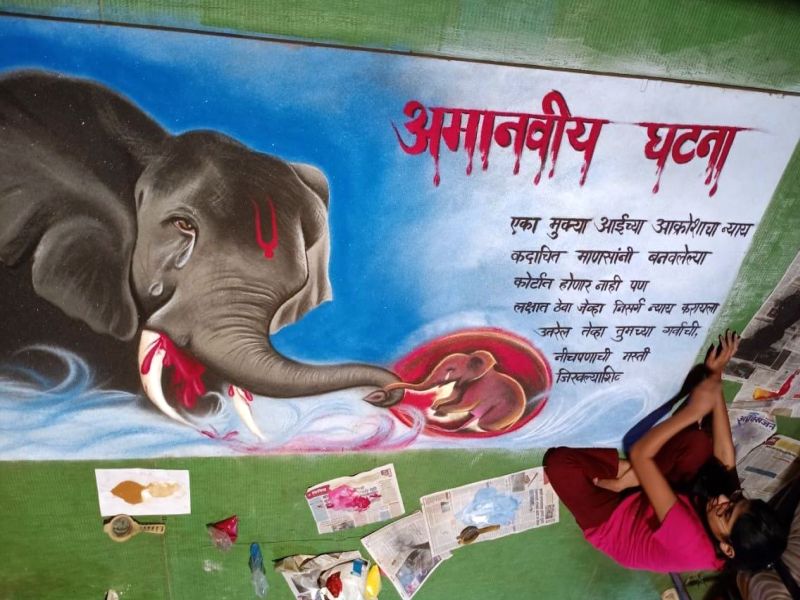 अमानवीय घटना
एका मुक्या आईच्या आक्रोशाचा न्याय
कदाचित माणसांनी बनवलेल्या
कोर्टात होणार नाही पण
लक्षात ठेवा जेव्हा निसर्ग न्याय करायला
उतरेल तेव्हा तुमच्या गर्वाची,
नीचपणाची मस्ती